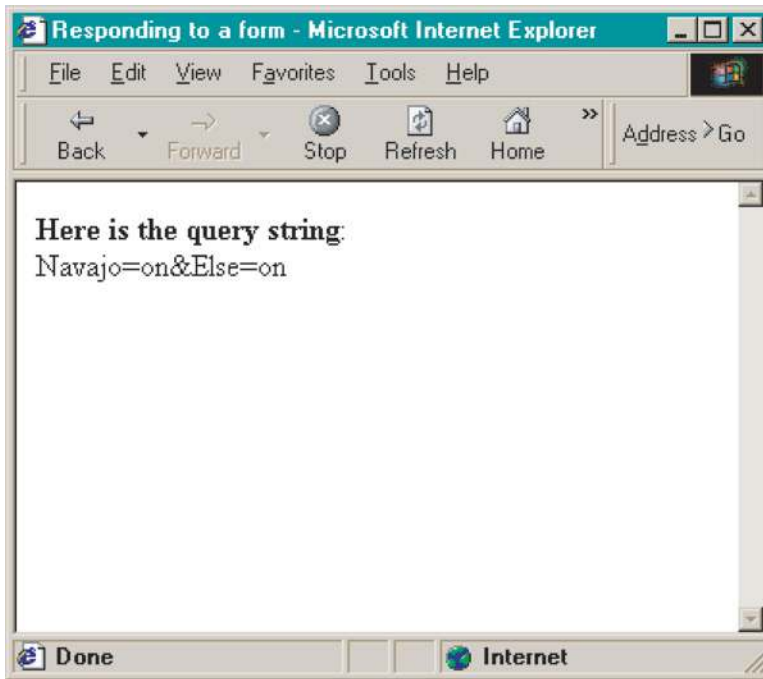 Responding to a form - Microsoft Internet Explorer
File Edit View Favorites Tools Help
Back Forward Stop Refresh Home » Address > Go
Here is the query string:
Navajo=on&Else=on
Done Internet